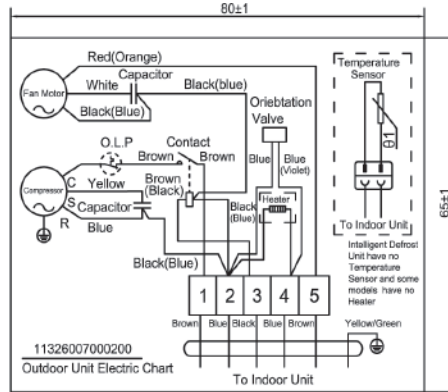 80±1
Red(Orange)
Capacitor
White
Black(blue)
Fan Motor
Black(Blue)
Temperature
Sensor
θ1
Oriebtation
Valve
O.L.P
Contact
Brown
Brown
Blue
Blue
(Violet)
Compressor
C
Yellow
Brown
(Black)
S
Capacitor
R
Blue
Black
(Blue)
Heater
To Indoor Unit
65±1
Intelligent Defrost
Unit have no
Temperature
Sensor and some
models have no
Heater
Black(Blue)
1 2 3 4 5
Brown Blue Black Blue Brown
Yellow/Green
11326007000200
Outdoor Unit Electric Chart
To Indoor Unit